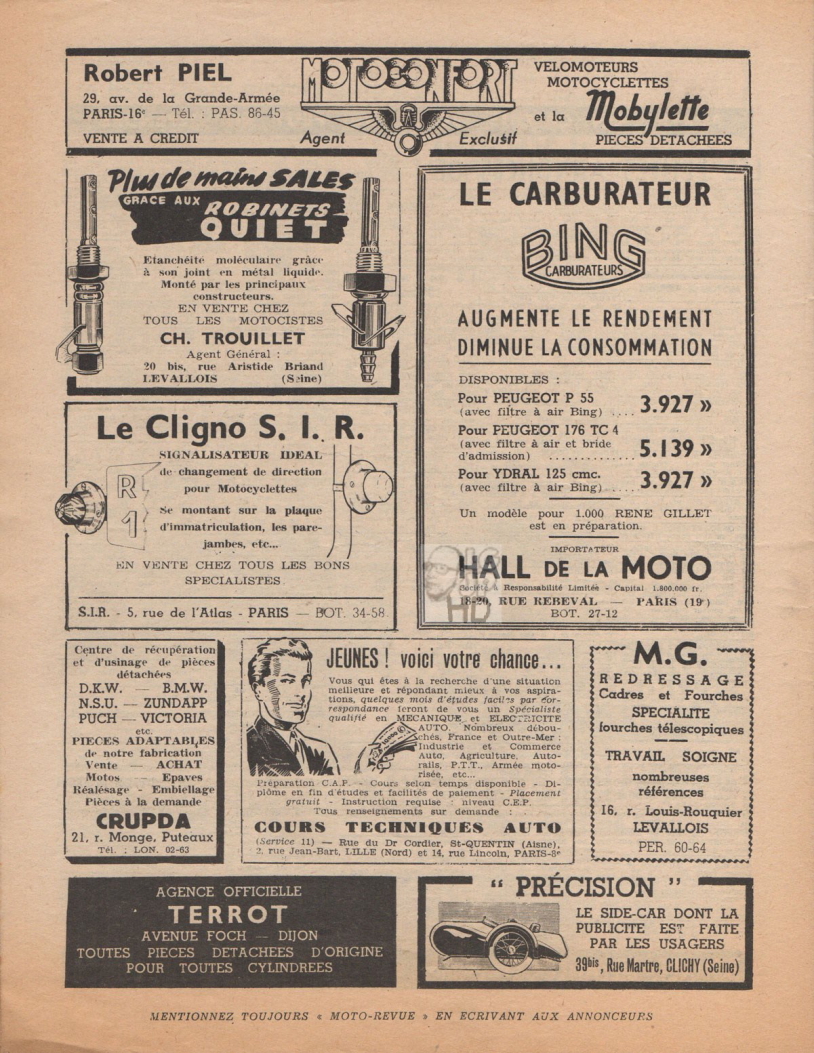 Robert PIEL
29, av. de la Grande-Armée
PARIS-16e — Tél. : PAS. 86-45
VENTE A CREDIT
MOTOCONFORT
Agent Exclusif
VELOMOTEURS
MOTOCYCLETTES
et la Mobylette
PIECES DETACHEES
Plus de mains SALES
GRACE AUX ROBINETS
QUIET
Etanchéité moléculaire grâce
à son joint en métal liquide.
Monté par les principaux
constructeurs.
EN VENTE CHEZ
TOUS LES MOTOCISTES
CH. TROUILLET
Agent Général :
20 bis, rue Aristide Briand
LEVALLOIS (Seine)
LE CARBURATEUR
BING
CARBURATEURS
AUGMENTE LE RENDEMENT
DIMINUE LA CONSOMMATION
DISPONIBLES :
Pour PEUGEOT P 55
(avec filtre à air Bing) .... 3.927 »
Pour PEUGEOT 176 TC 4
(avec filtre à air et bride
d'admission) .............. 5.139 »
Pour YDRAL 125 cmc.
(avec filtre à air Bing) .... 3.927 »
Un modèle pour 1.000 RENE GILLET
est en préparation.
IMPORTATEUR
HALL DE LA MOTO
Société à Responsabilité Limitée - Capital 1.800.000 fr.
18-20, RUE REBEVAL — PARIS (19e)
BOT. 27-12
Le Cligno S. I. R.
SIGNALISATEUR IDEAL
de changement de direction
pour Motocyclettes
R
1
Se montant sur la plaque
d'immatriculation, les pare-
jambes, etc...
EN VENTE CHEZ TOUS LES BONS
SPECIALISTES
S.I.R. - 5, rue de l'Atlas - PARIS — BOT. 34-58
Centre de récupération
et d'usinage de pièces
détachées
D.K.W. — B.M.W.
N.S.U. — ZUNDAPP
PUCH — VICTORIA
etc.
PIECES ADAPTABLES
de notre fabrication
Vente — ACHAT
Motos — Epaves
Réalésage - Embiellage
Pièces à la demande
CRUPDA
21, r. Monge, Puteaux
Tél. : LON. 02-63
JEUNES ! voici votre chance...
Vous qui êtes à la recherche d'une situation
meilleure et répondant mieux à vos aspira-
tions, quelques mois d'études faciles par cor-
respondance feront de vous un Spécialiste
qualifié en MECANIQUE et ELECTRICITE
AUTO. Nombreux débou-
chés, France et Outre-Mer :
Industrie et Commerce
Auto, Agriculture, Auto-
rails, P.T.T., Armée moto-
risée, etc...
Préparation C.A.P. - Cours selon temps disponible - Di-
plôme en fin d'études et facilités de paiement - Placement
gratuit - Instruction requise : niveau C.E.P.
Tous renseignements sur demande :
COURS TECHNIQUES AUTO
(Service 11) — Rue du Dr Cordier, St-QUENTIN (Aisne),
2, rue Jean-Bart, LILLE (Nord) et 14, rue Lincoln, PARIS-8e
M.G.
REDRESSAGE
Cadres et Fourches
SPECIALITE
fourches télescopiques
TRAVAIL SOIGNE
nombreuses
références
16, r. Louis-Rouquier
LEVALLOIS
PER. 60-64
AGENCE OFFICIELLE
TERROT
AVENUE FOCH — DIJON
TOUTES PIECES DETACHEES D'ORIGINE
POUR TOUTES CYLINDREES
" PRÉCISION "
LE SIDE-CAR DONT LA
PUBLICITE EST FAITE
PAR LES USAGERS
39bis, Rue Martre, CLICHY (Seine)
MENTIONNEZ TOUJOURS « MOTO-REVUE » EN ECRIVANT AUX ANNONCEURS